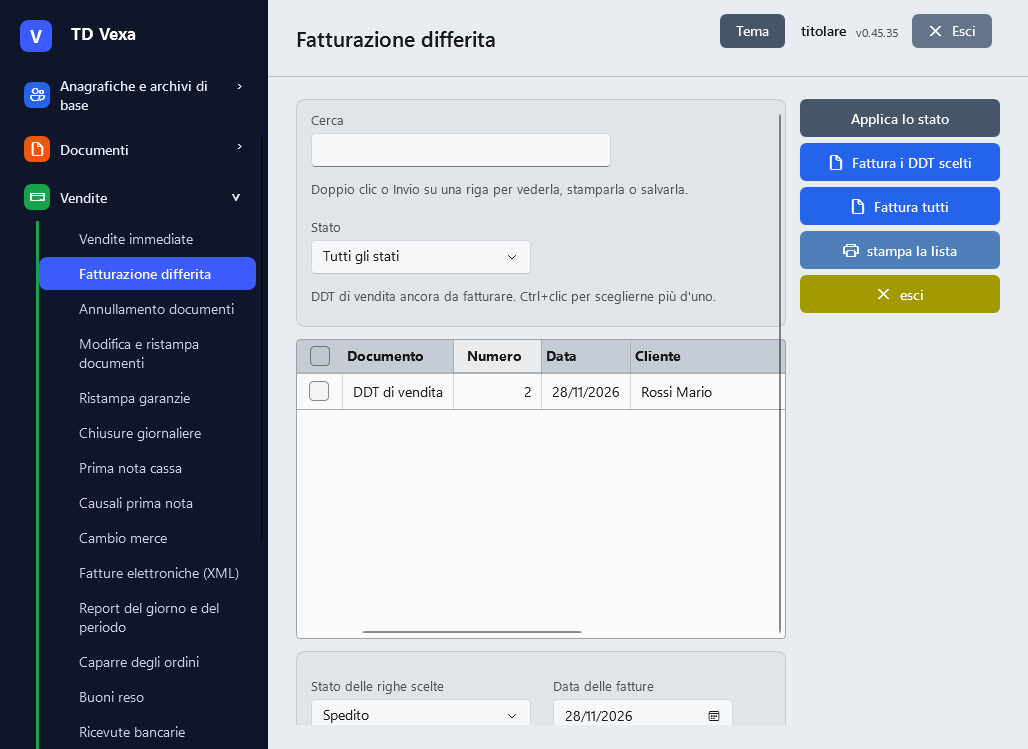 V
TD Vexa
Anagrafiche e archivi di
base
Documenti
Vendite
Vendite immediate
Fatturazione differita
Annullamento documenti
Modifica e ristampa
documenti
Ristampa garanzie
Chiusure giornaliere
Prima nota cassa
Causali prima nota
Cambio merce
Fatture elettroniche (XML)
Report del giorno e del
periodo
Caparre degli ordini
Buoni reso
Ricevute bancarie
Fatturazione differita
Tema
titolare
v0.45.35
Esci
Cerca
Doppio clic o Invio su una riga per vederla, stamparla o salvarla.
Stato
Tutti gli stati
DDT di vendita ancora da fatturare. Ctrl+clic per sceglierne più d'uno.
Documento Numero Data Cliente
DDT di vendita 2 28/11/2026 Rossi Mario
Stato delle righe scelte
Spedito
Data delle fatture
28/11/2026
Applica lo stato
Fattura i DDT scelti
Fattura tutti
stampa la lista
esci